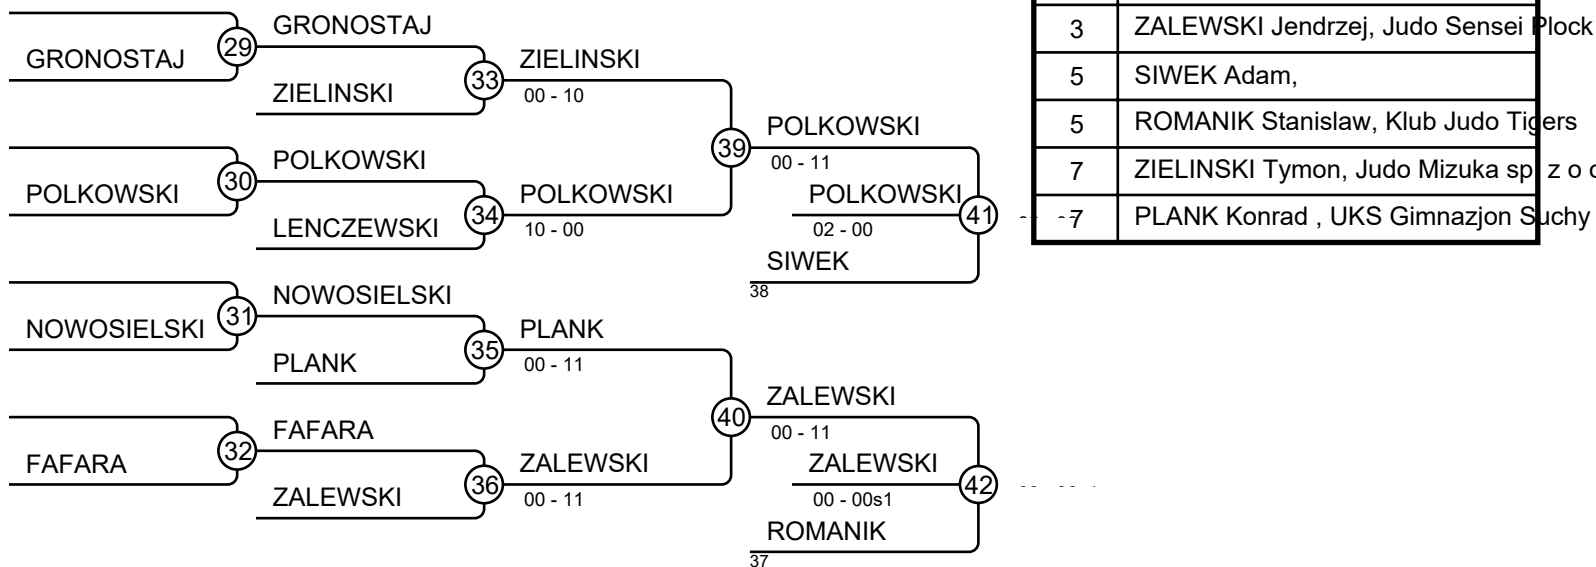 GRONOSTAJ
29
GRONOSTAJ
ZIELINSKI
33
ZIELINSKI
00 - 10
POLKOWSKI
30
POLKOWSKI
LENCZEWSKI
34
POLKOWSKI
10 - 00
39
POLKOWSKI
00 - 11
POLKOWSKI
02 - 00
41
SIWEK
38
NOWOSIELSKI
31
NOWOSIELSKI
PLANK
35
PLANK
00 - 11
FAFARA
32
FAFARA
ZALEWSKI
36
ZALEWSKI
00 - 11
40
ZALEWSKI
00 - 11
ZALEWSKI
00 - 00s1
42
ROMANIK
37
3 ZALEWSKI Jendrzej, Judo Sensei Plock
5 SIWEK Adam,
5 ROMANIK Stanislaw, Klub Judo Tigers
7 ZIELINSKI Tymon, Judo Mizuka sp z o
7 PLANK Konrad , UKS Gimnazjon Suchy